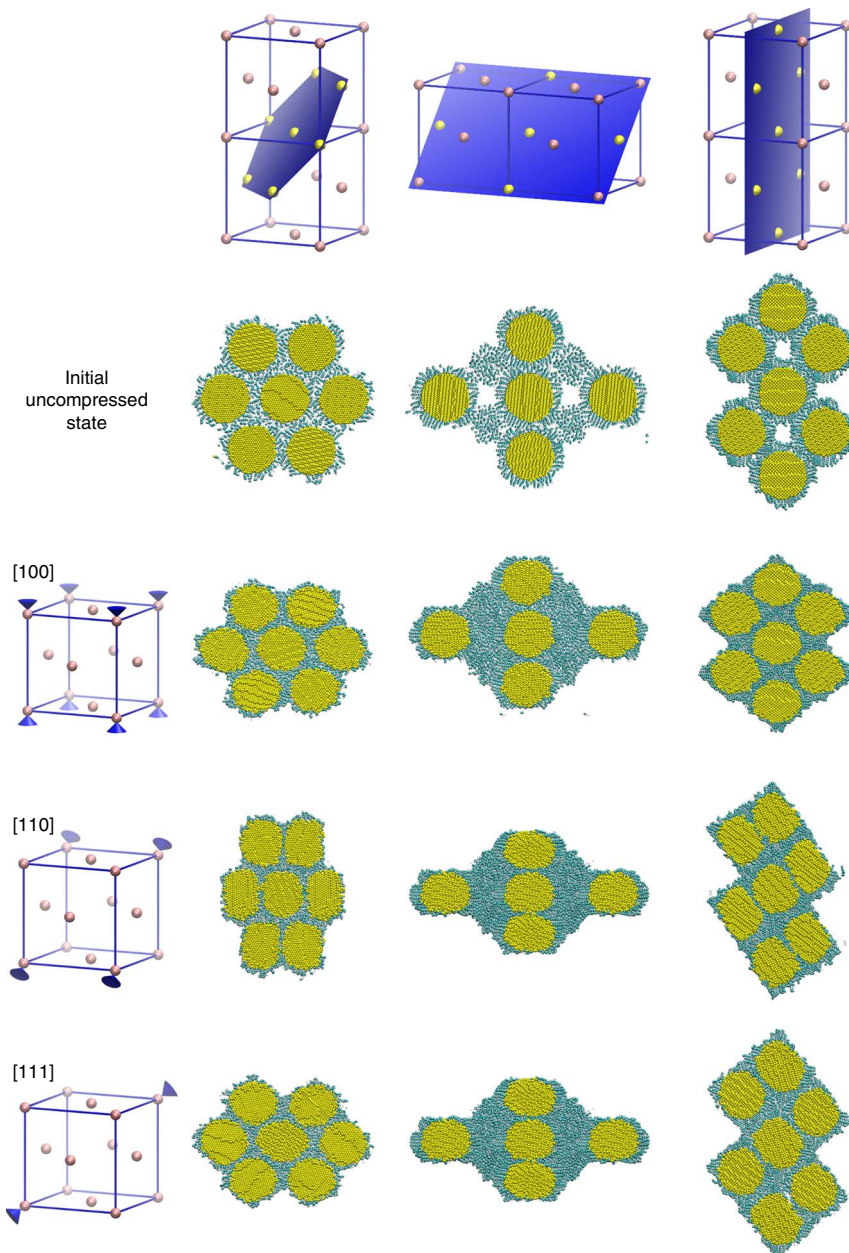 Initial
uncompressed
state
[100]
[110]
[111]